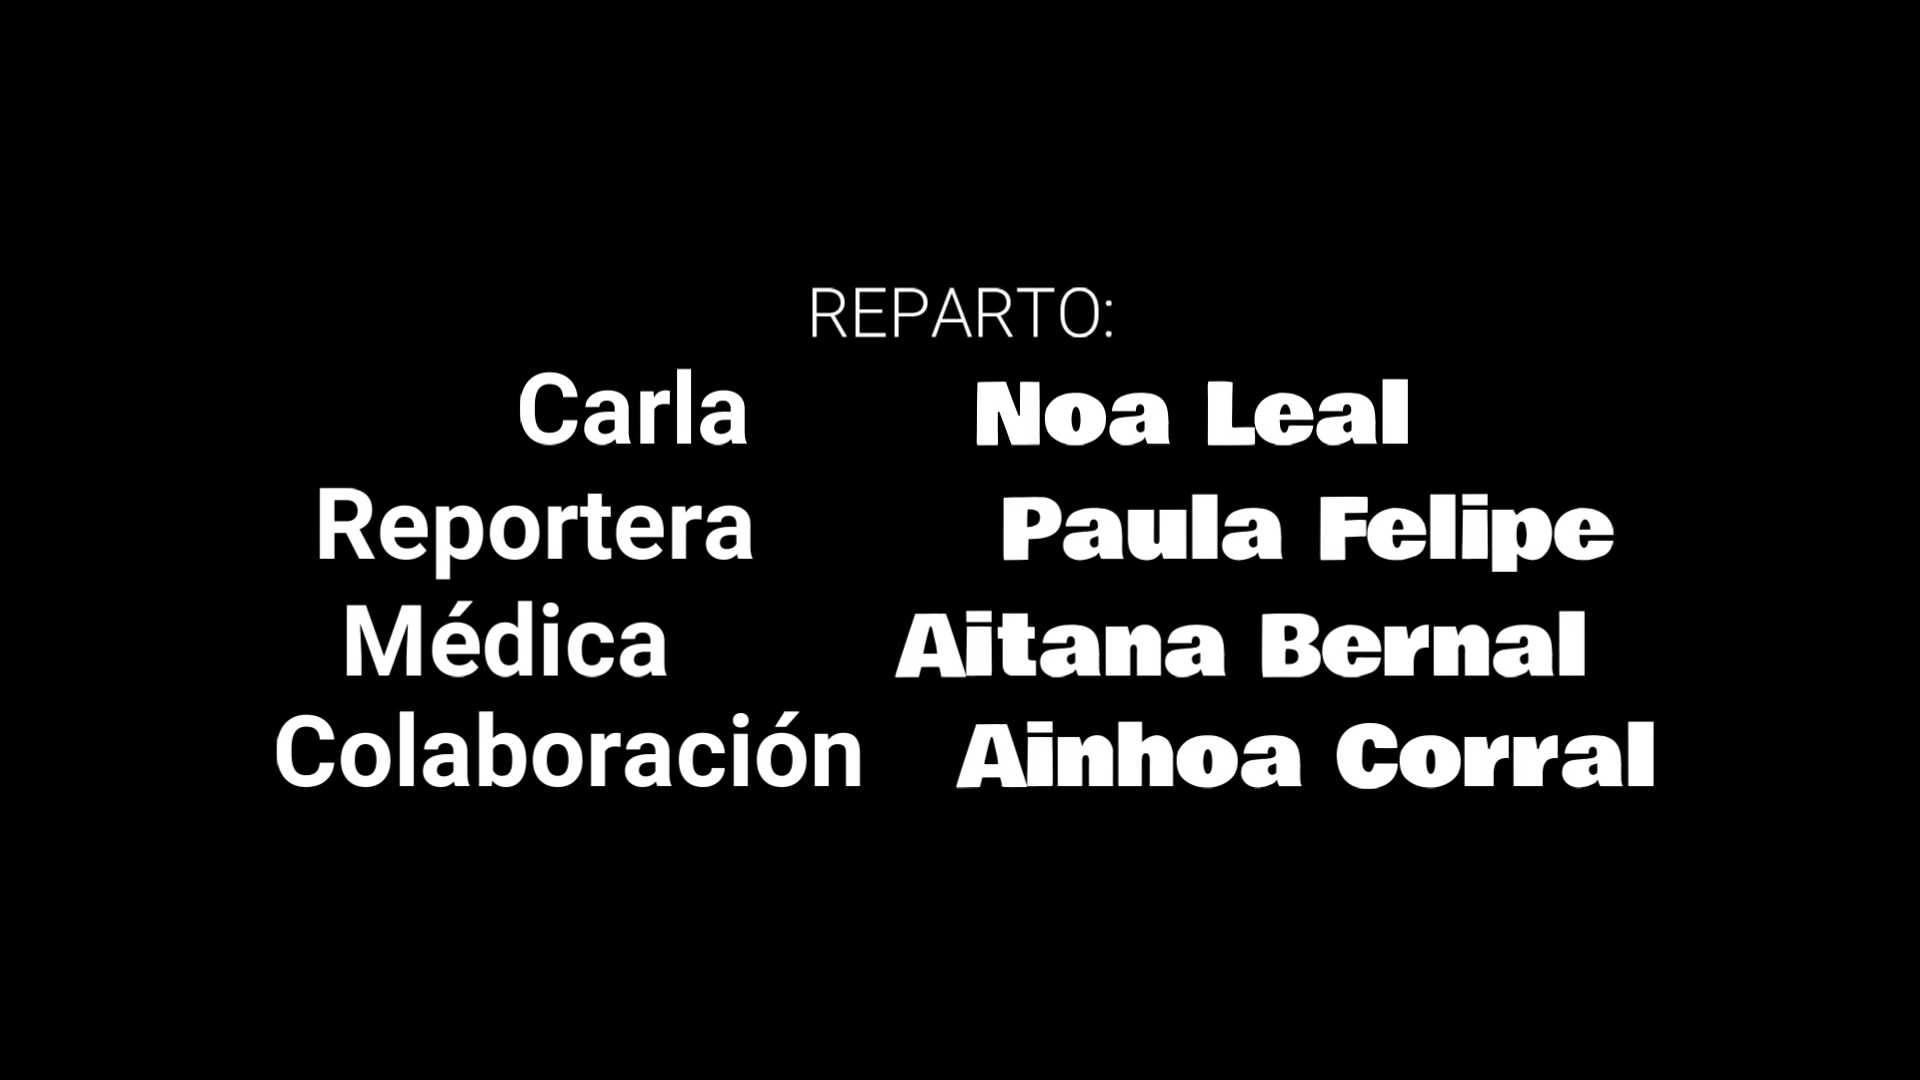 REPARTO:
Carla Noa Leal
Reportera Paula Felipe
Médica Aitana Bernal
Colaboración Ainhoa Corral